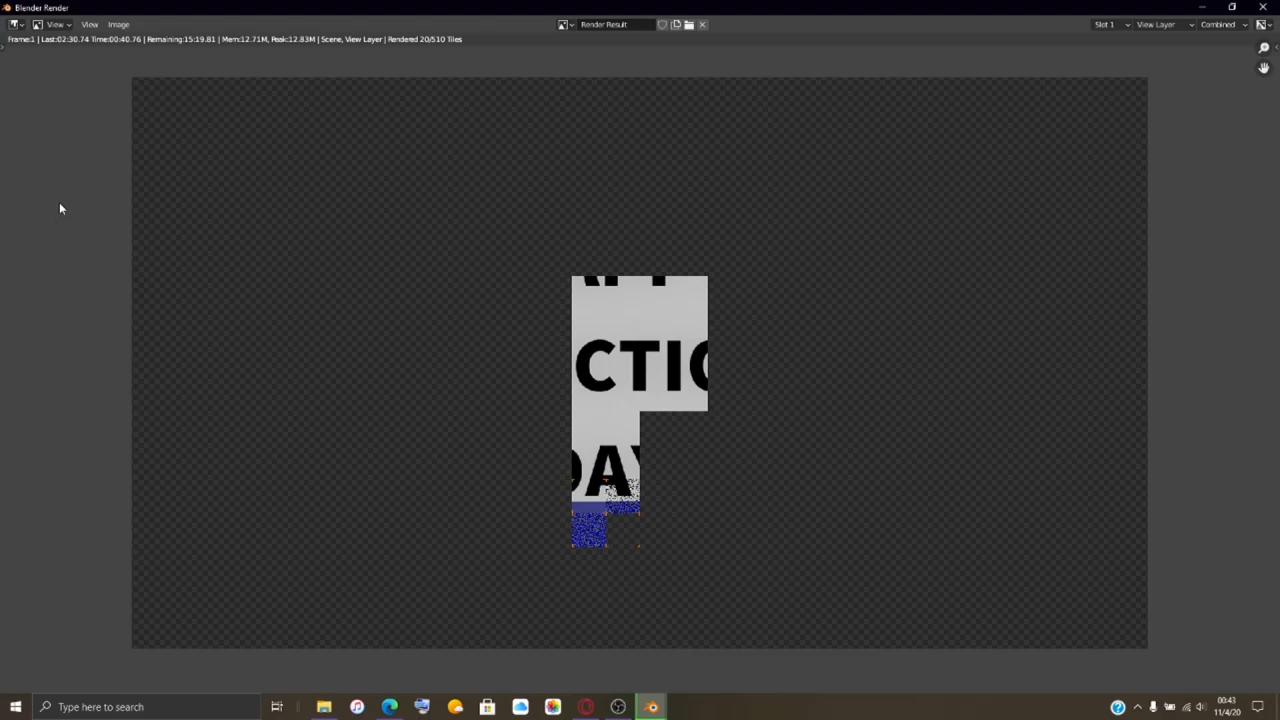 Blender Render
View View Image Render Result Slot 1 View Layer Combined
Frame:1 | Last:02:30.74 Time:00:40.76 | Remaining:15:19.81 | Mem:12.71M, Peak:12.83M | Scene, View Layer | Rendered 20/510 Tiles
CTIO
DAY
Type here to search
00:43
11/4/20